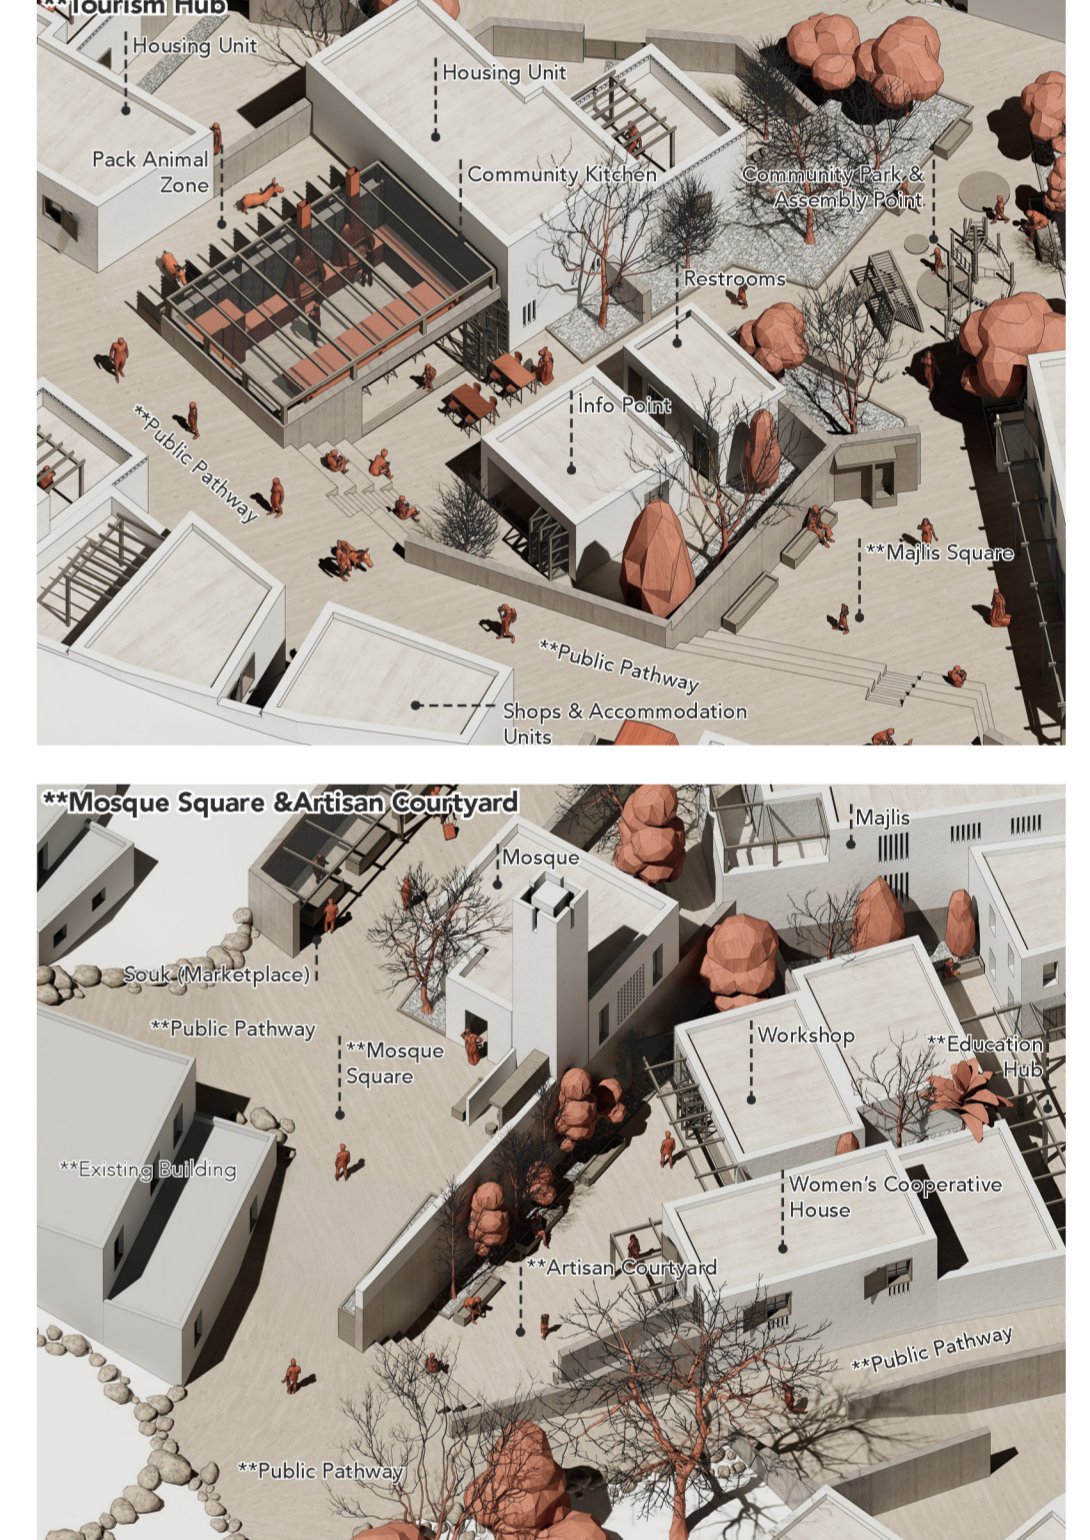 **Tourism Hub
Housing Unit
Housing Unit
Pack Animal
Zone
Community Kitchen
Community Park &
Assembly Point
Restrooms
Info Point
**Public Pathway
**Majlis Square
**Public Pathway
Shops & Accommodation
Units
**Mosque Square &Artisan Courtyard
Majlis
Mosque
Souk (Marketplace)
**Public Pathway
**Mosque
Square
Workshop
**Education
Hub
**Existing Building
Women's Cooperative
House
**Artisan Courtyard
**Public Pathway
**Public Pathway